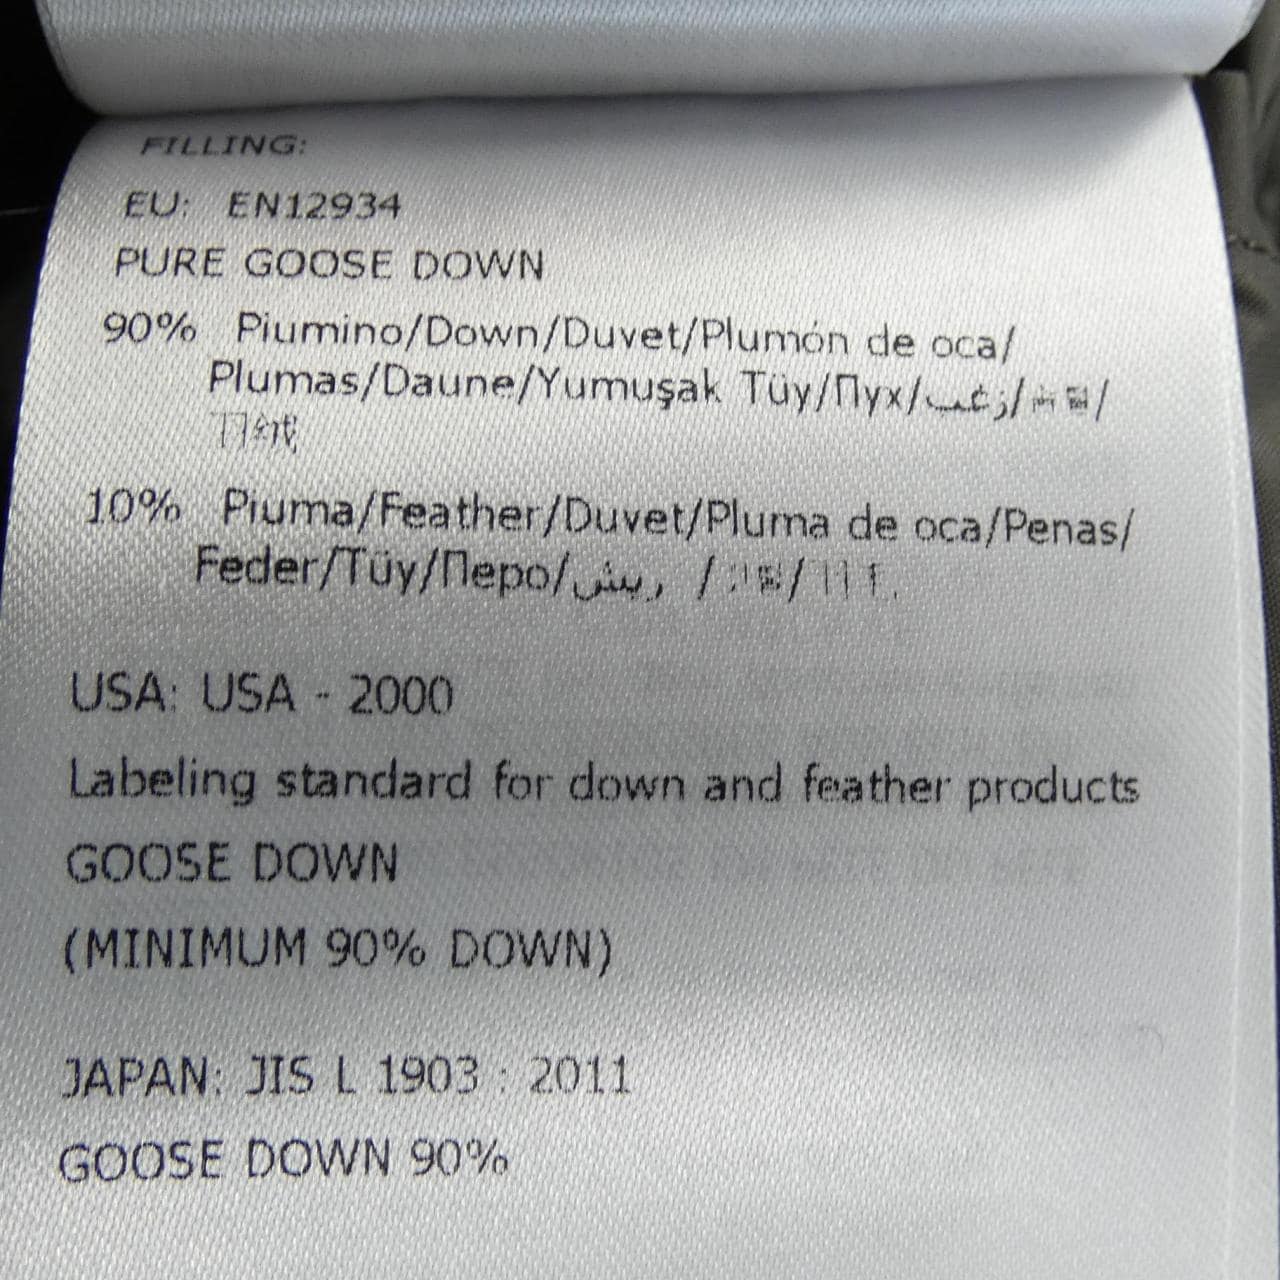 FILLING:
EU: EN12934
PURE GOOSE DOWN
90% Piumino/Down/Duvet/Plumón de oca/
Plumas/Daune/Yumuşak Tüy/Пух/زغب/
10% Piuma/Feather/Duvet/Pluma de oca/Penas/
Feder/Tüy/Перо/ريش /
USA: USA - 2000
Labeling standard for down and feather products
GOOSE DOWN
(MINIMUM 90% DOWN)
JAPAN: JIS L 1903 : 2011
GOOSE DOWN 90%